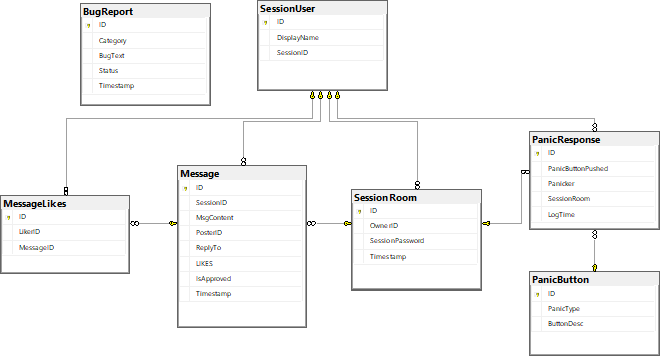 BugReport
ID
Category
BugText
Status
Timestamp
SessionUser
ID
DisplayName
SessionID
MessageLikes
ID
LikerID
MessageID
Message
ID
SessionID
MsgContent
PosterID
ReplyTo
LIKES
IsApproved
Timestamp
SessionRoom
ID
OwnerID
SessionPassword
Timestamp
PanicResponse
ID
PanicButtonPushed
Panicker
SessionRoom
LogTime
PanicButton
ID
PanicType
ButtonDesc